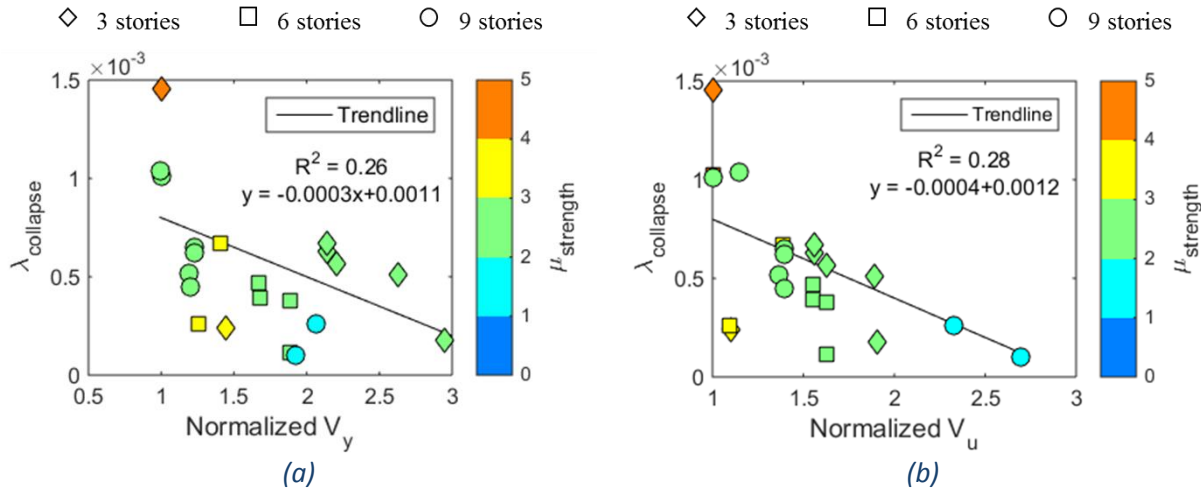 3 stories 6 stories 9 stories
3 stories 6 stories 9 stories
×10⁻³
1.5
1
0.5
0
λcollapse
Trendline
R² = 0.26
y = -0.0003x+0.0011
0.5 1 1.5 2 2.5 3
Normalized Vy
5
4
3
2
1
0
μstrength
(a)
×10⁻³
1.5
1
0.5
0
λcollapse
Trendline
R² = 0.28
y = -0.0004+0.0012
1 1.5 2 2.5 3
Normalized Vu
5
4
3
2
1
0
μstrength
(b)